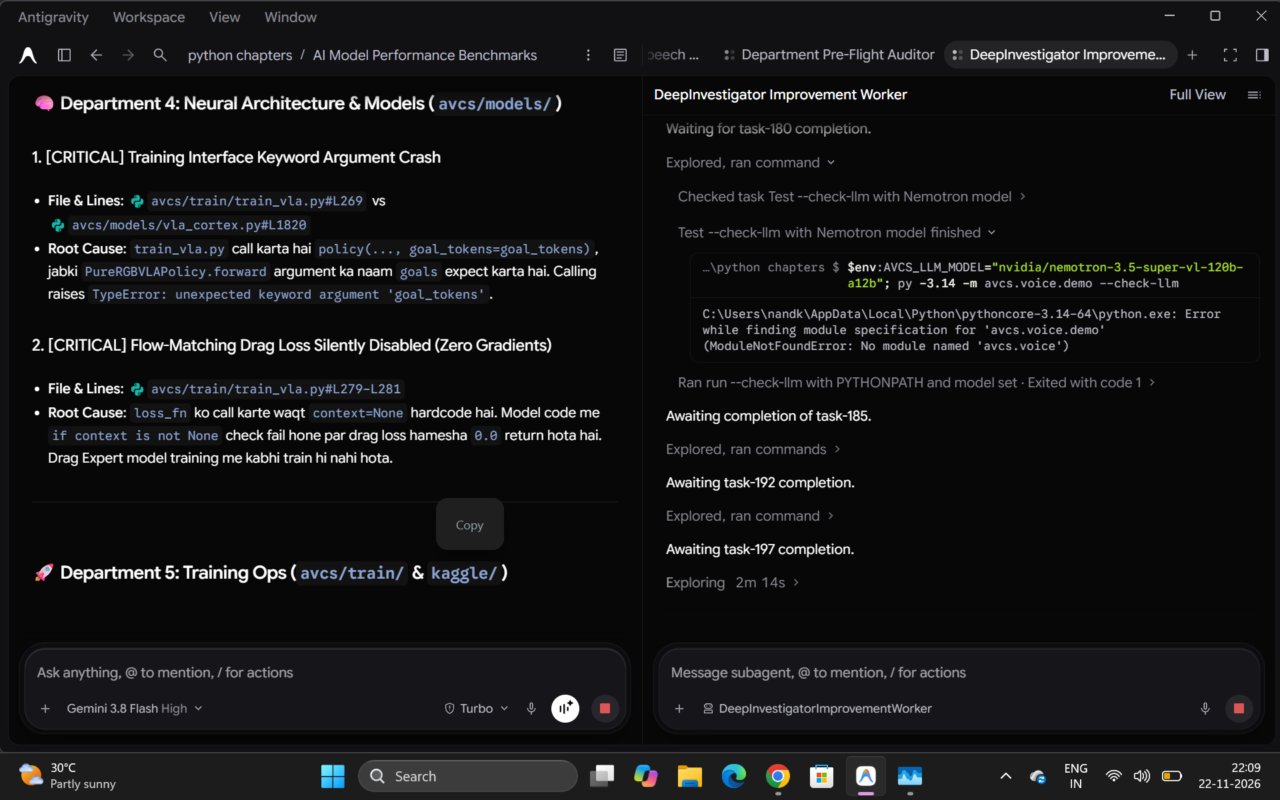 Antigravity Workspace View Window
python chapters / AI Model Performance Benchmarks
peech ... Department Pre-Flight Auditor DeepInvestigator Improveme...
🧠 Department 4: Neural Architecture & Models (avcs/models/)
1. [CRITICAL] Training Interface Keyword Argument Crash
• File & Lines: avcs/train/train_vla.py#L269 vs
avcs/models/vla_cortex.py#L1820
• Root Cause: train_vla.py call karta hai policy(..., goal_tokens=goal_tokens),
jabki PureRGBVLAPolicy.forward argument ka naam goals expect karta hai. Calling
raises TypeError: unexpected keyword argument 'goal_tokens'.
2. [CRITICAL] Flow-Matching Drag Loss Silently Disabled (Zero Gradients)
• File & Lines: avcs/train/train_vla.py#L279-L281
• Root Cause: loss_fn ko call karte waqt context=None hardcode hai. Model code me
if context is not None check fail hone par drag loss hamesha 0.0 return hota hai.
Drag Expert model training me kabhi train hi nahi hota.
Copy
🚀 Department 5: Training Ops (avcs/train/ & kaggle/)
Ask anything, @ to mention, / for actions
+ Gemini 3.8 Flash High Turbo
DeepInvestigator Improvement Worker Full View
Waiting for task-180 completion.
Explored, ran command
Checked task Test --check-llm with Nemotron model
Test --check-llm with Nemotron model finished
…\python chapters $ $env:AVCS_LLM_MODEL="nvidia/nemotron-3.5-super-vl-120b-
a12b"; py -3.14 -m avcs.voice.demo --check-llm
C:\Users\nandk\AppData\Local\Python\pythoncore-3.14-64\python.exe: Error
while finding module specification for 'avcs.voice.demo'
(ModuleNotFoundError: No module named 'avcs.voice')
Ran run --check-llm with PYTHONPATH and model set · Exited with code 1
Awaiting completion of task-185.
Explored, ran commands
Awaiting task-192 completion.
Explored, ran command
Awaiting task-197 completion.
Exploring 2m 14s
Message subagent, @ to mention, / for actions
+ DeepInvestigatorImprovementWorker
30°C
Partly sunny
Search
ENG
IN
22:09
22-11-2026